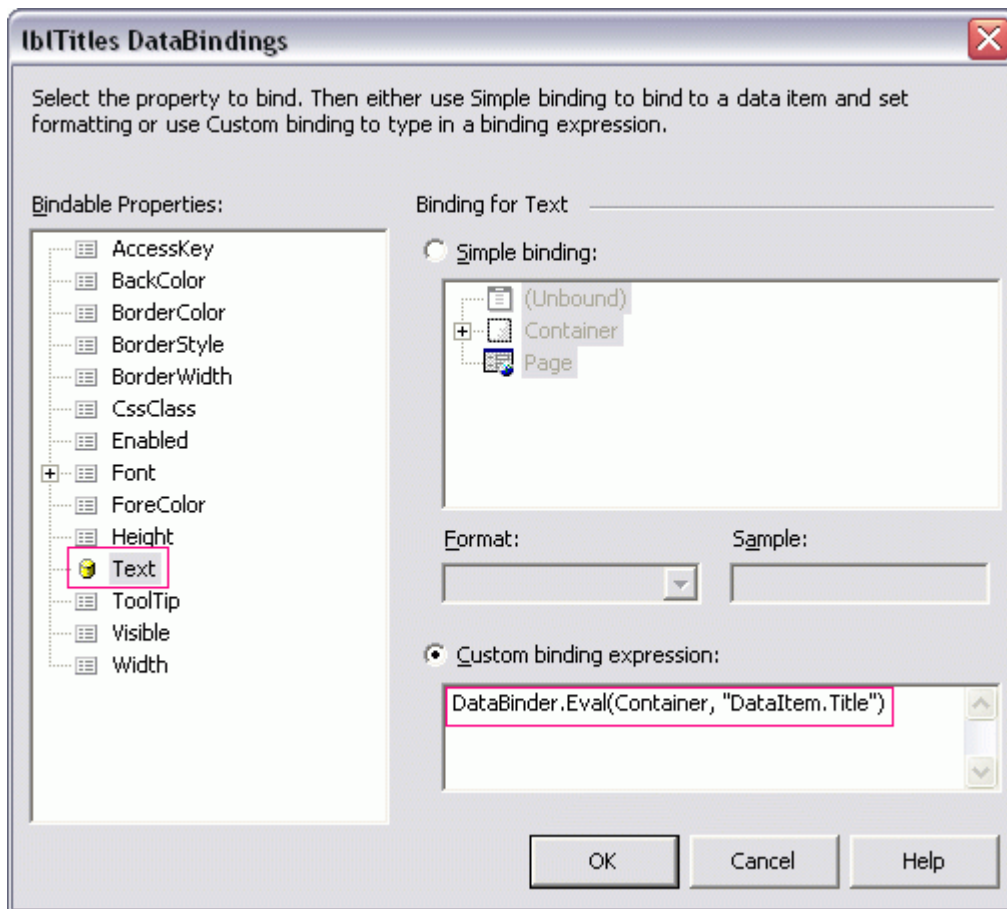 lblTitles DataBindings
Select the property to bind. Then either use Simple binding to bind to a data item and set
formatting or use Custom binding to type in a binding expression.
Bindable Properties:
AccessKey
BackColor
BorderColor
BorderStyle
BorderWidth
CssClass
Enabled
Font
ForeColor
Height
Text
ToolTip
Visible
Width
Binding for Text
Simple binding:
(Unbound)
Container
Page
Format:
Sample:
Custom binding expression:
DataBinder.Eval(Container, "DataItem.Title")
OK
Cancel
Help